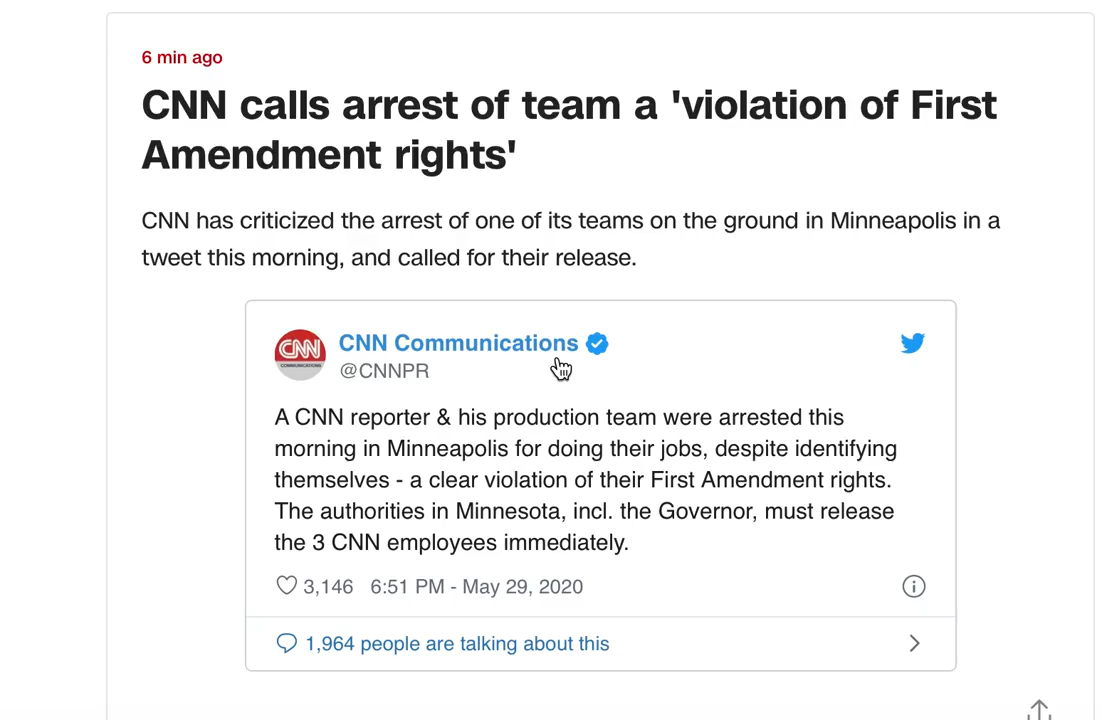 6 min ago
CNN calls arrest of team a 'violation of First
Amendment rights'
CNN has criticized the arrest of one of its teams on the ground in Minneapolis in a
tweet this morning, and called for their release.
CNN
COMMUNICATIONS
CNN Communications
@CNNPR
A CNN reporter & his production team were arrested this
morning in Minneapolis for doing their jobs, despite identifying
themselves - a clear violation of their First Amendment rights.
The authorities in Minnesota, incl. the Governor, must release
the 3 CNN employees immediately.
3,146 6:51 PM - May 29, 2020
1,964 people are talking about this